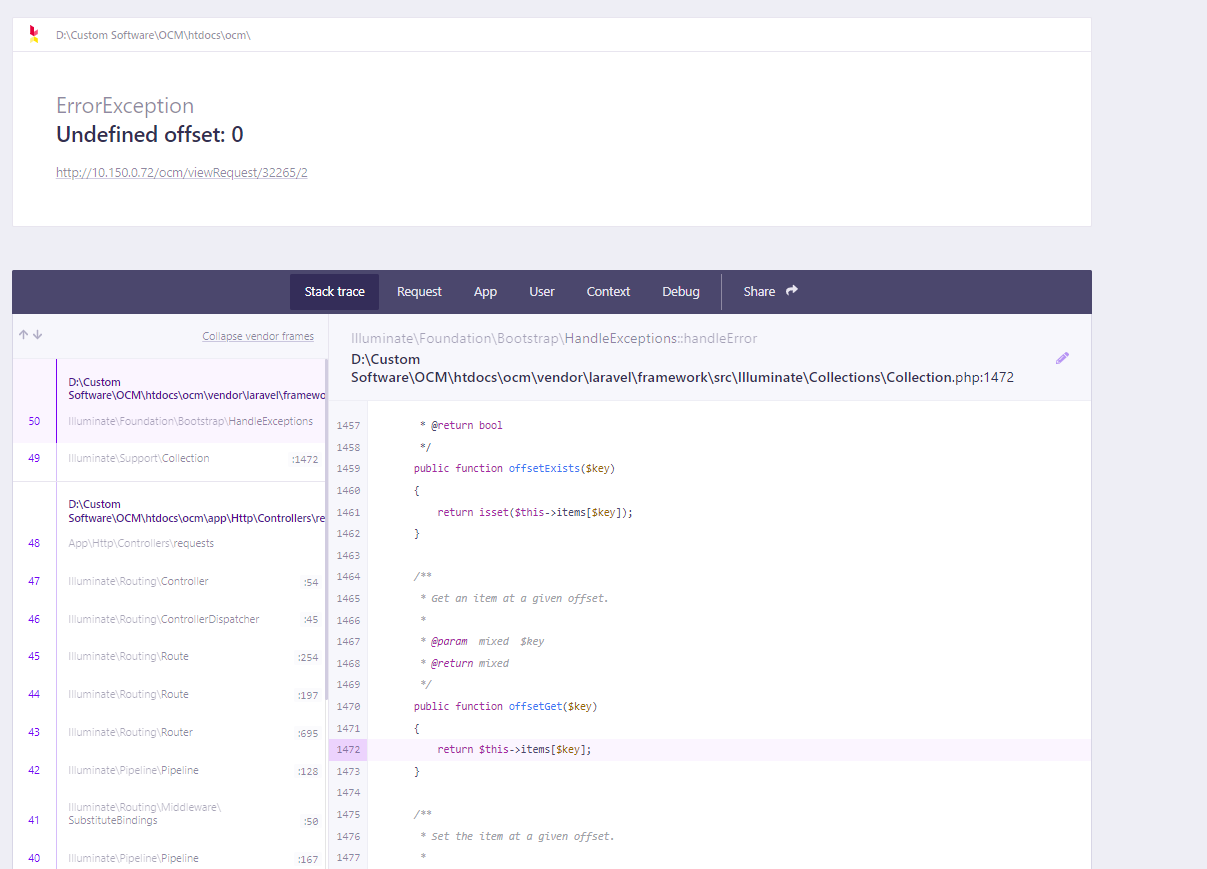 D:\Custom Software\OCM\htdocs\ocm\
ErrorException
Undefined offset: 0
http://10.150.0.72/ocm/viewRequest/32265/2
Stack trace
Request
App
User
Context
Debug
Share
Collapse vendor frames
D:\Custom
Software\OCM\htdocs\ocm\vendor\laravel\framewo
50 Illuminate\Foundation\Bootstrap\HandleExceptions
49 Illuminate\Support\Collection :1472
D:\Custom
Software\OCM\htdocs\ocm\app\Http\Controllers\re
48 App\Http\Controllers\requests
47 Illuminate\Routing\Controller :54
46 Illuminate\Routing\ControllerDispatcher :45
45 Illuminate\Routing\Route :254
44 Illuminate\Routing\Route :197
43 Illuminate\Routing\Router :695
42 Illuminate\Pipeline\Pipeline :128
Illuminate\Routing\Middleware\
41 SubstituteBindings :50
40 Illuminate\Pipeline\Pipeline :167
Illuminate\Foundation\Bootstrap\HandleExceptions::handleError
D:\Custom
Software\OCM\htdocs\ocm\vendor\laravel\framework\src\Illuminate\Collections\Collection.php:1472
1457 * @return bool
1458 */
1459 public function offsetExists($key)
1460 {
1461 return isset($this->items[$key]);
1462 }
1463
1464 /**
1465 * Get an item at a given offset.
1466 *
1467 * @param mixed $key
1468 * @return mixed
1469 */
1470 public function offsetGet($key)
1471 {
1472 return $this->items[$key];
1473 }
1474
1475 /**
1476 * Set the item at a given offset.
1477 *